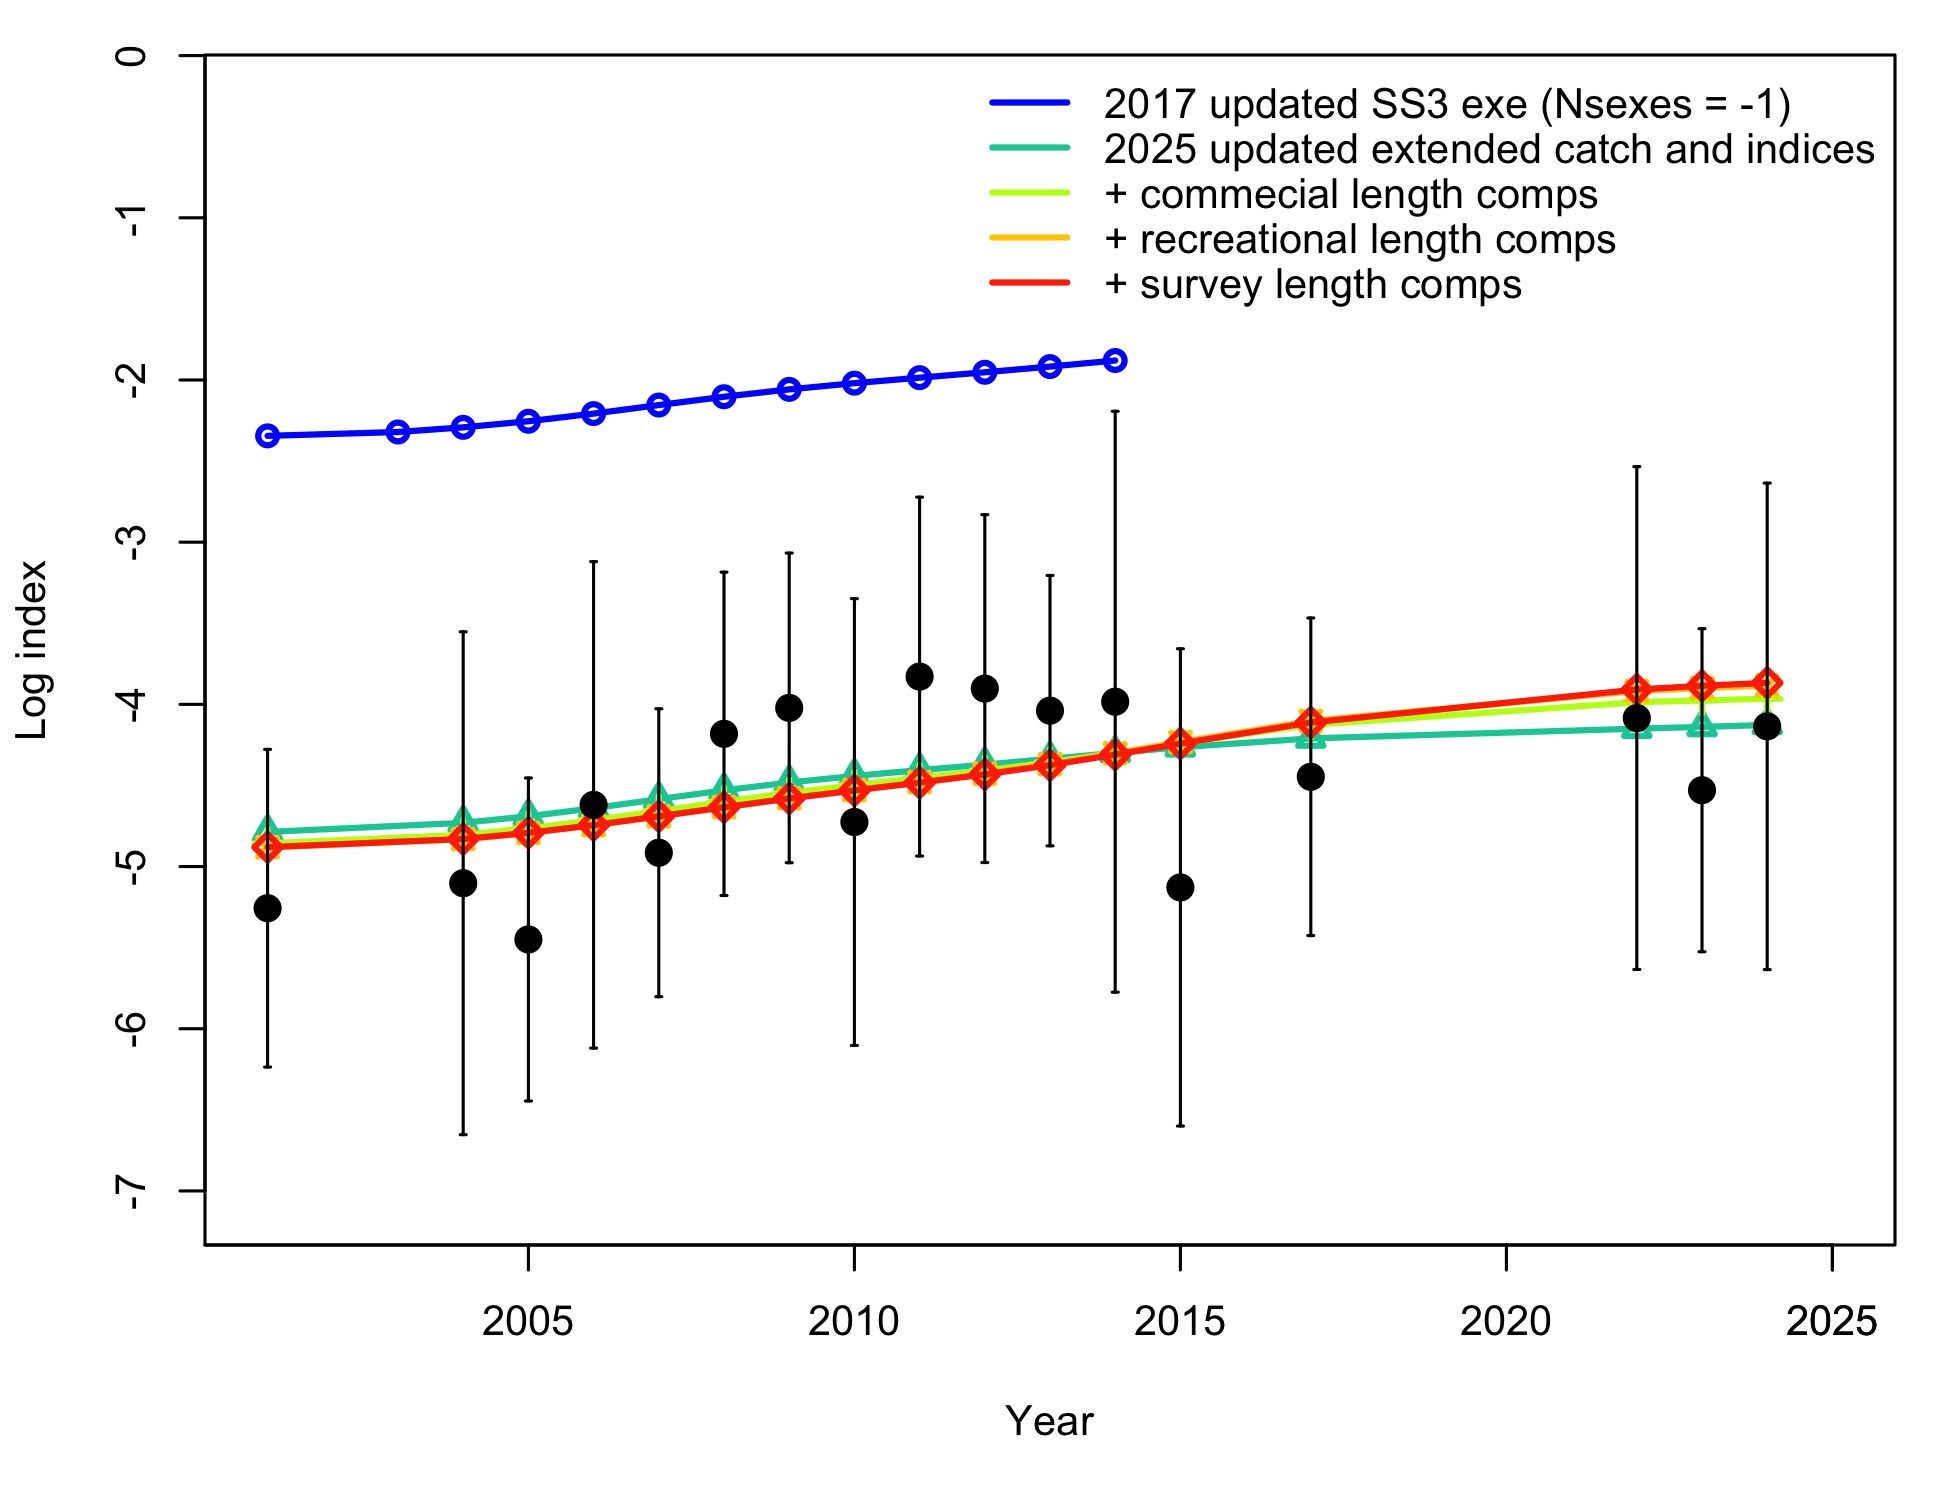 0
-1
-2
-3
-4
-5
-6
-7
Log index
2017 updated SS3 exe (Nsexes = -1)
2025 updated extended catch and indices
+ commecial length comps
+ recreational length comps
+ survey length comps
2005 2010 2015 2020 2025
Year